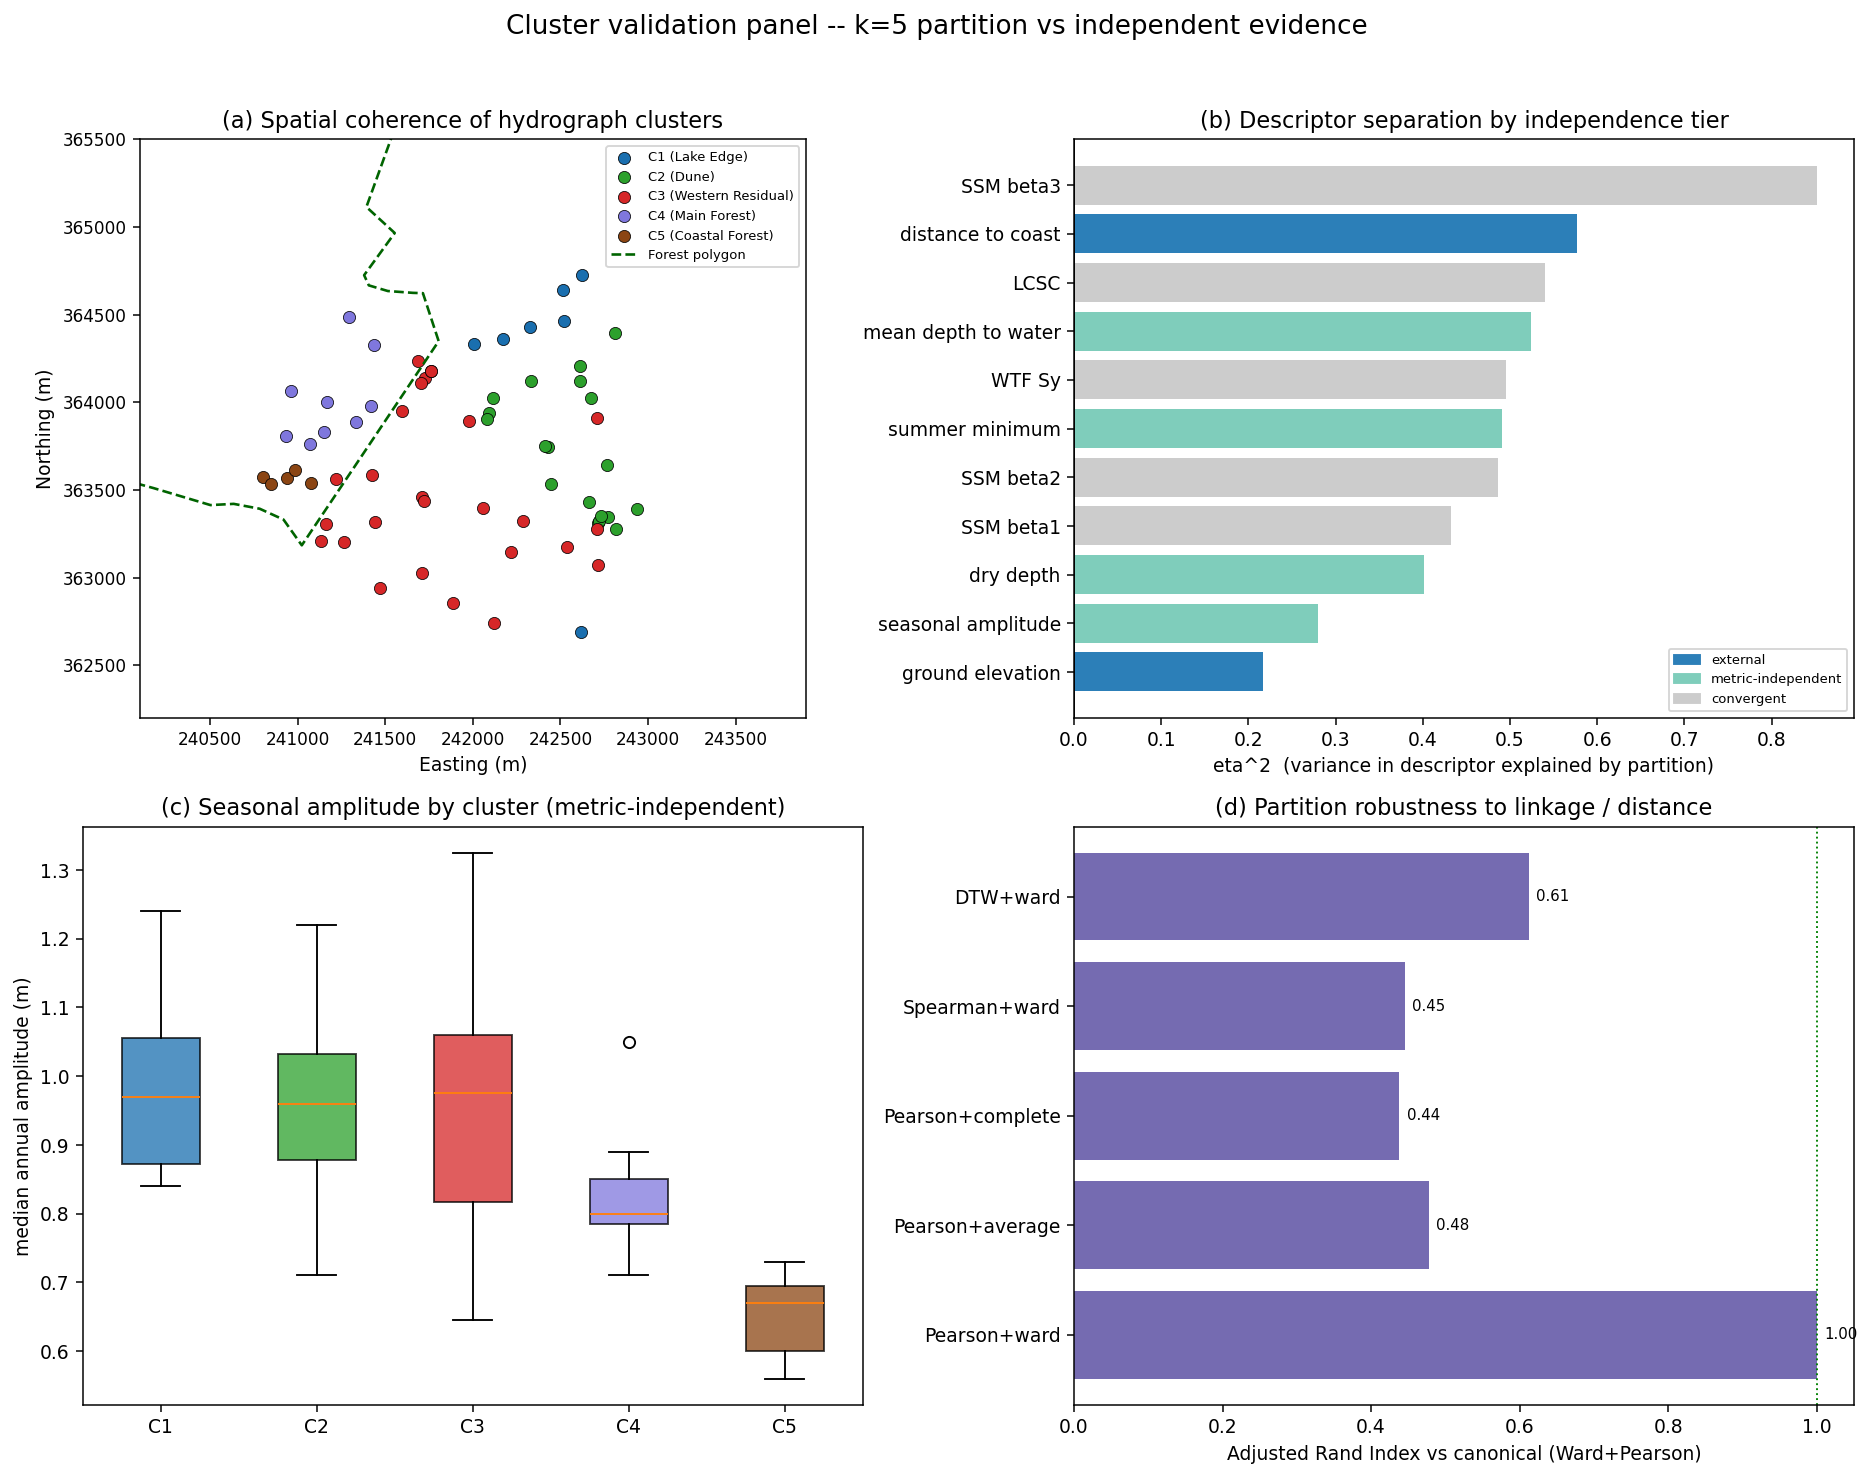 Cluster validation panel -- k=5 partition vs independent evidence
(a) Spatial coherence of hydrograph clusters
365500
365000
364500
364000
363500
363000
362500
Northing (m)
C1 (Lake Edge)
C2 (Dune)
C3 (Western Residual)
C4 (Main Forest)
C5 (Coastal Forest)
Forest polygon
240500 241000 241500 242000 242500 243000 243500
Easting (m)
(b) Descriptor separation by independence tier
SSM beta3
distance to coast
LCSC
mean depth to water
WTF Sy
summer minimum
SSM beta2
SSM beta1
dry depth
seasonal amplitude
ground elevation
external
metric-independent
convergent
0.0 0.1 0.2 0.3 0.4 0.5 0.6 0.7 0.8
eta^2 (variance in descriptor explained by partition)
(c) Seasonal amplitude by cluster (metric-independent)
1.3
1.2
1.1
1.0
0.9
0.8
0.7
0.6
median annual amplitude (m)
C1 C2 C3 C4 C5
(d) Partition robustness to linkage / distance
DTW+ward 0.61
Spearman+ward 0.45
Pearson+complete 0.44
Pearson+average 0.48
Pearson+ward 1.00
0.0 0.2 0.4 0.6 0.8 1.0
Adjusted Rand Index vs canonical (Ward+Pearson)